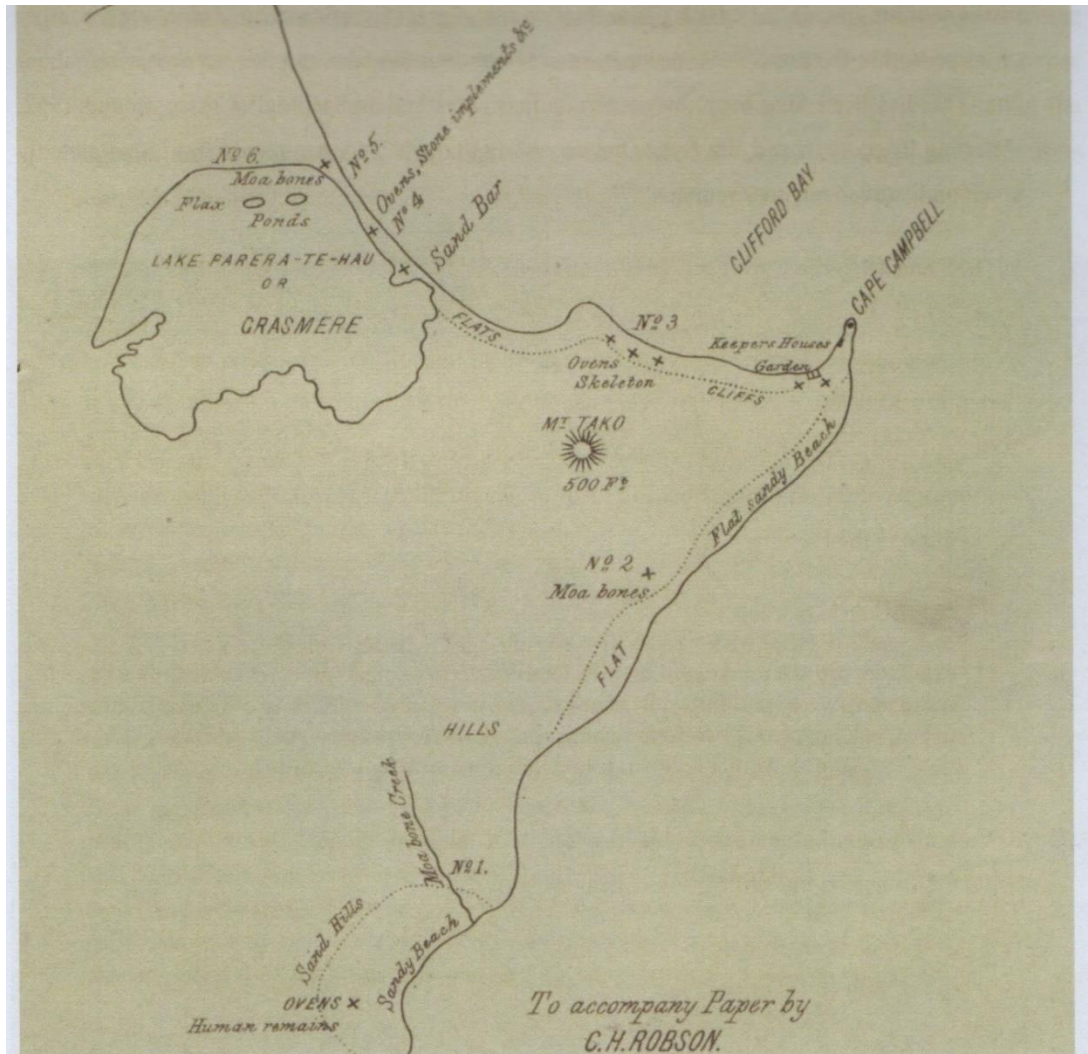 Nº 5.
Ovens, Stone implements &c
Nº 4
Sand Bar
Nº 6.
Moa bones
Flax
Ponds
LAKE PARERA-TE-HAU
OR
GRASMERE
FLATS
CLIFFORD BAY
CAPE CAMPBELL
Nº 3
Keepers Houses
Garden
Ovens
Skeleton
CLIFFS
Mᵀ TAKO
500 Fᵗ
Flat sandy Beach
Nº 2
Moa bones
FLAT
HILLS
Moa bone Creek
Nº 1.
Sand Hills
Sandy Beach
OVENS
Human remains
To accompany Paper by
C.H. ROBSON.